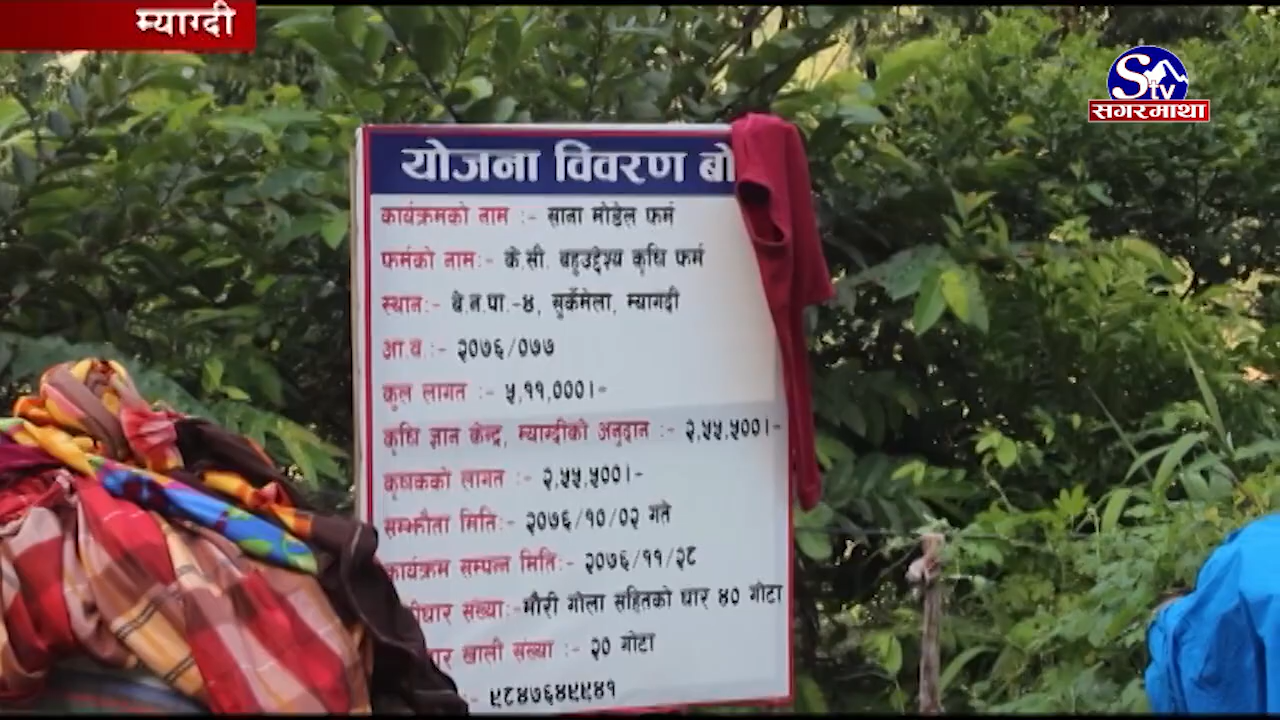 म्याग्दी
Stv
सगरमाथा
योजना विवरण बो
कार्यक्रमको नाम :- साना मोडेल फर्म
फर्मको नाम:- के.सी. बहुउद्देश्य कृषि फर्म
स्थान:- बे.न.पा.-४, सुर्केमेला, म्याग्दी
आ.व. :- २०७६/०७७
कुल लागत :- ५,११,०००।-
कृषि ज्ञान केन्द्र, म्याग्दीको अनुदान :- २,५५,५००।-
कृषकको लागत :- २,५५,५००।-
सम्झौता मिति:- २०७६/१०/०२ गते
कार्यक्रम सम्पन्न मिति:- २०७६/११/२८
घार संख्या:-मौरी गोला सहितको घार ४० गोटा
खाली संख्या :- २० गोटा
:- ९८४७६४९९४१